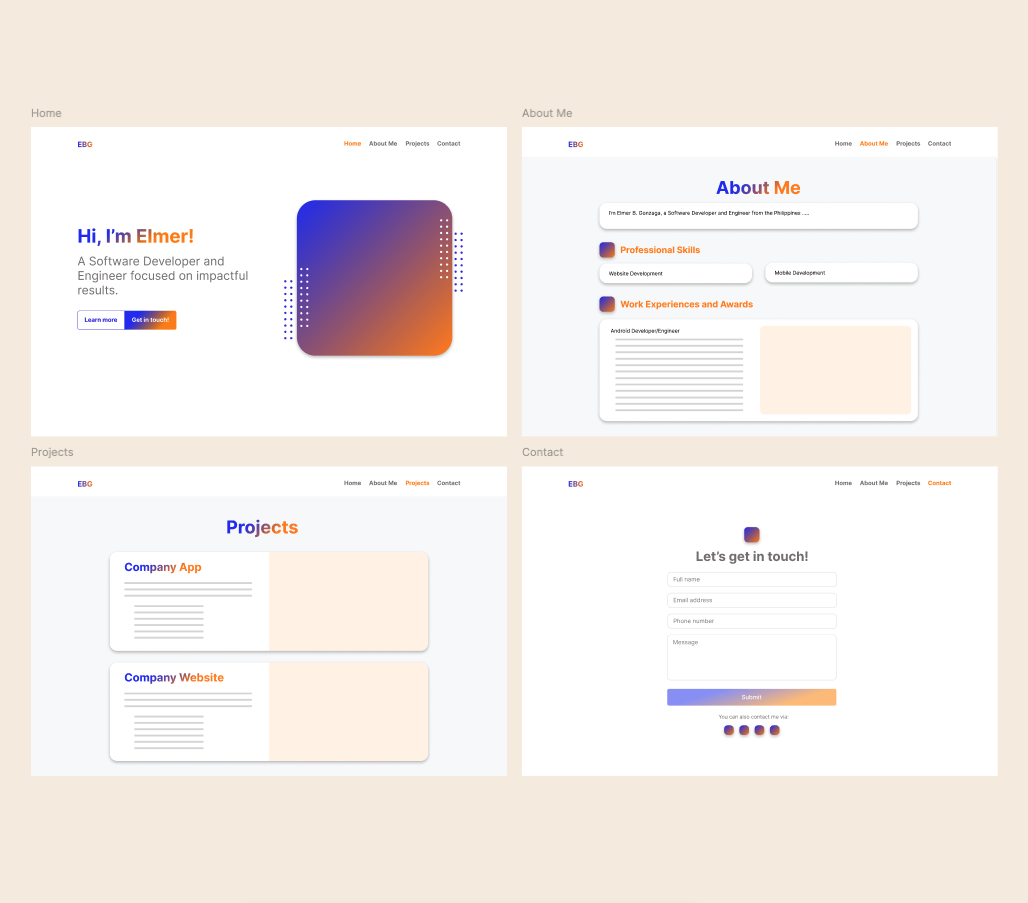 Home
EBG
Home About Me Projects Contact
Hi, I'm Elmer!
A Software Developer and
Engineer focused on impactful
results.
Learn more Get in touch!
About Me
EBG
Home About Me Projects Contact
About Me
I'm Elmer B. Gonzaga, a Software Developer and Engineer from the Philippines .....
Professional Skills
Website Development Mobile Development
Work Experiences and Awards
Android Developer/Engineer
Projects
EBG
Home About Me Projects Contact
Projects
Company App
Company Website
Contact
EBG
Home About Me Projects Contact
Let's get in touch!
Full name
Email address
Phone number
Message
Submit
You can also contact me via